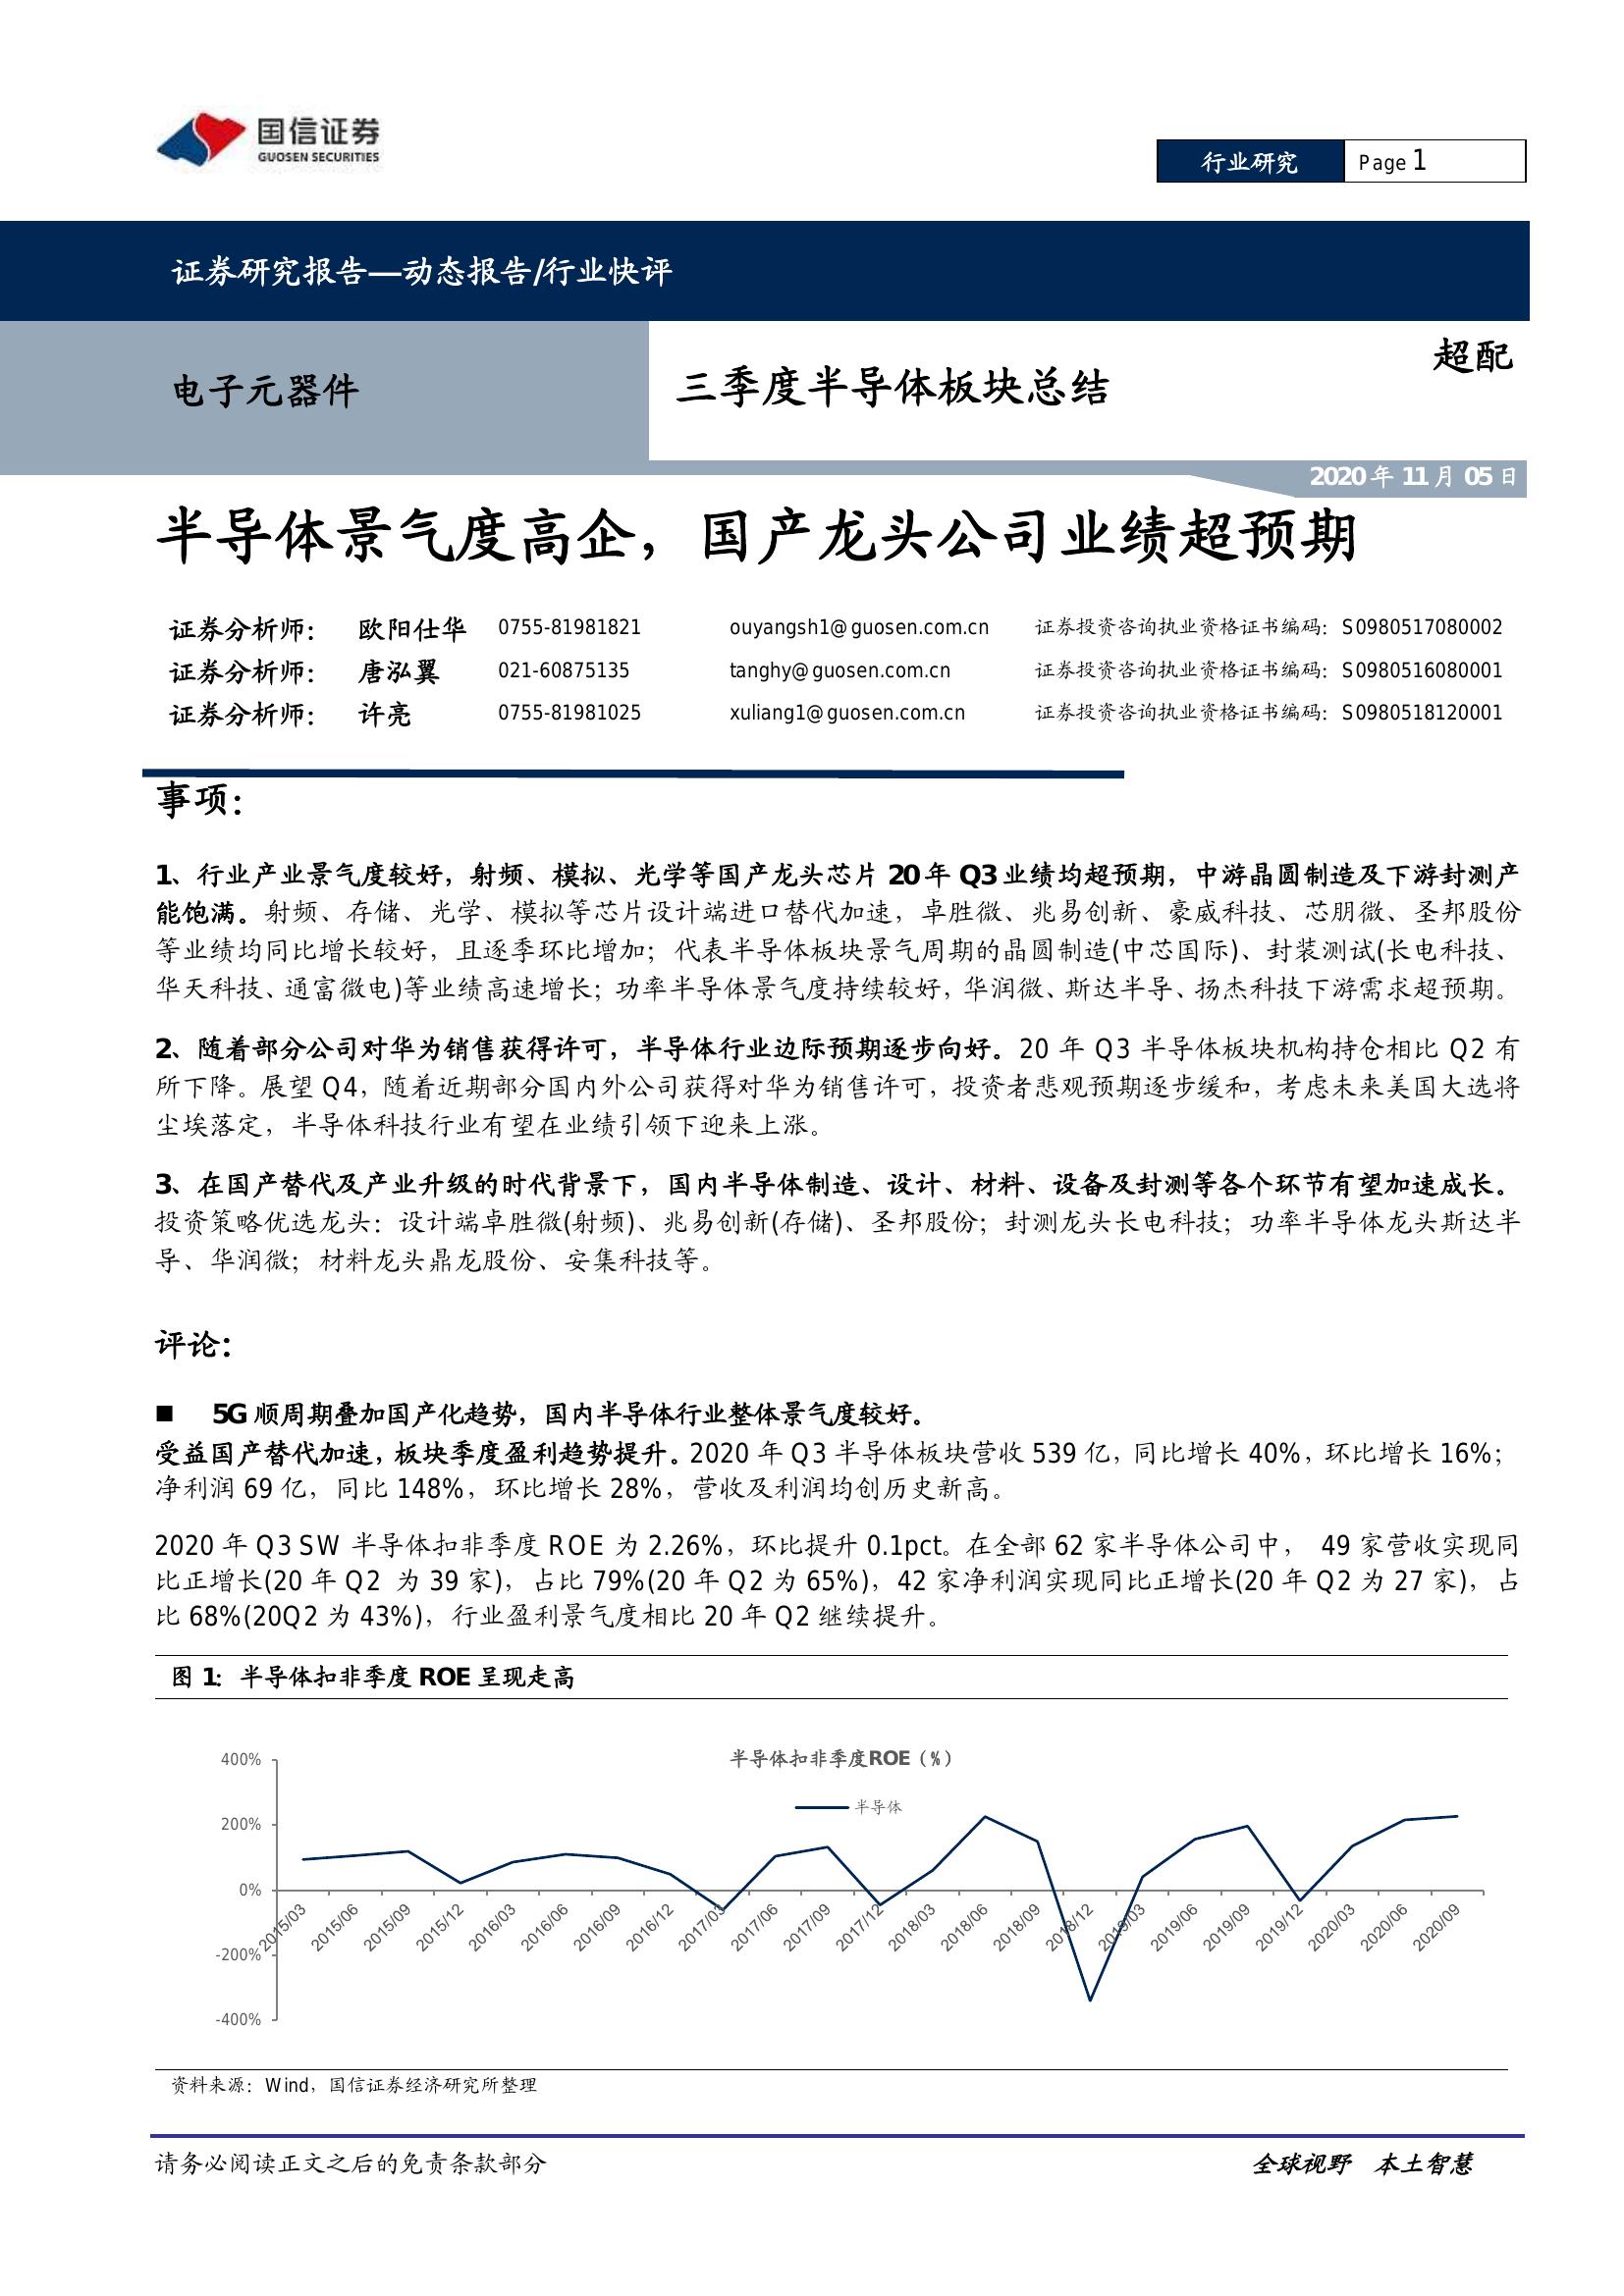 国信证券
GUOSEN SECURITIES
行业研究
Page 1
证券研究报告—动态报告/行业快评
电子元器件
三季度半导体板块总结
超配
2020 年 11 月 05 日
半导体景气度高企，国产龙头公司业绩超预期
证券分析师： 欧阳仕华 0755-81981821 ouyangsh1@guosen.com.cn 证券投资咨询执业资格证书编码：S0980517080002
证券分析师： 唐泓翼 021-60875135 tanghy@guosen.com.cn 证券投资咨询执业资格证书编码：S0980516080001
证券分析师： 许亮 0755-81981025 xuliang1@guosen.com.cn 证券投资咨询执业资格证书编码：S0980518120001
事项：
1、行业产业景气度较好，射频、模拟、光学等国产龙头芯片 20 年 Q3 业绩均超预期，中游晶圆制造及下游封测产
能饱满。射频、存储、光学、模拟等芯片设计端进口替代加速，卓胜微、兆易创新、豪威科技、芯朋微、圣邦股份
等业绩均同比增长较好，且逐季环比增加；代表半导体板块景气周期的晶圆制造(中芯国际)、封装测试(长电科技、
华天科技、通富微电)等业绩高速增长；功率半导体景气度持续较好，华润微、斯达半导、扬杰科技下游需求超预期。
2、随着部分公司对华为销售获得许可，半导体行业边际预期逐步向好。20 年 Q3 半导体板块机构持仓相比 Q2 有
所下降。展望 Q4，随着近期部分国内外公司获得对华为销售许可，投资者悲观预期逐步缓和，考虑未来美国大选将
尘埃落定，半导体科技行业有望在业绩引领下迎来上涨。
3、在国产替代及产业升级的时代背景下，国内半导体制造、设计、材料、设备及封测等各个环节有望加速成长。
投资策略优选龙头：设计端卓胜微(射频)、兆易创新(存储)、圣邦股份；封测龙头长电科技；功率半导体龙头斯达半
导、华润微；材料龙头鼎龙股份、安集科技等。
评论：
■ 5G 顺周期叠加国产化趋势，国内半导体行业整体景气度较好。
受益国产替代加速，板块季度盈利趋势提升。2020 年 Q3 半导体板块营收 539 亿，同比增长 40%，环比增长 16%；
净利润 69 亿，同比 148%，环比增长 28%，营收及利润均创历史新高。
2020 年 Q3 SW 半导体扣非季度 ROE 为 2.26%，环比提升 0.1pct。在全部 62 家半导体公司中， 49 家营收实现同
比正增长(20 年 Q2 为 39 家)，占比 79%(20 年 Q2 为 65%)，42 家净利润实现同比正增长(20 年 Q2 为 27 家)，占
比 68%(20Q2 为 43%)，行业盈利景气度相比 20 年 Q2 继续提升。
图 1：半导体扣非季度 ROE 呈现走高
半导体扣非季度ROE（%）
半导体
400%
200%
0%
-200%
-400%
2015/03 2015/06 2015/09 2015/12 2016/03 2016/06 2016/09 2016/12 2017/03 2017/06 2017/09 2017/12 2018/03 2018/06 2018/09 2018/12 2019/03 2019/06 2019/09 2019/12 2020/03 2020/06 2020/09
资料来源：Wind，国信证券经济研究所整理
请务必阅读正文之后的免责条款部分
全球视野 本土智慧